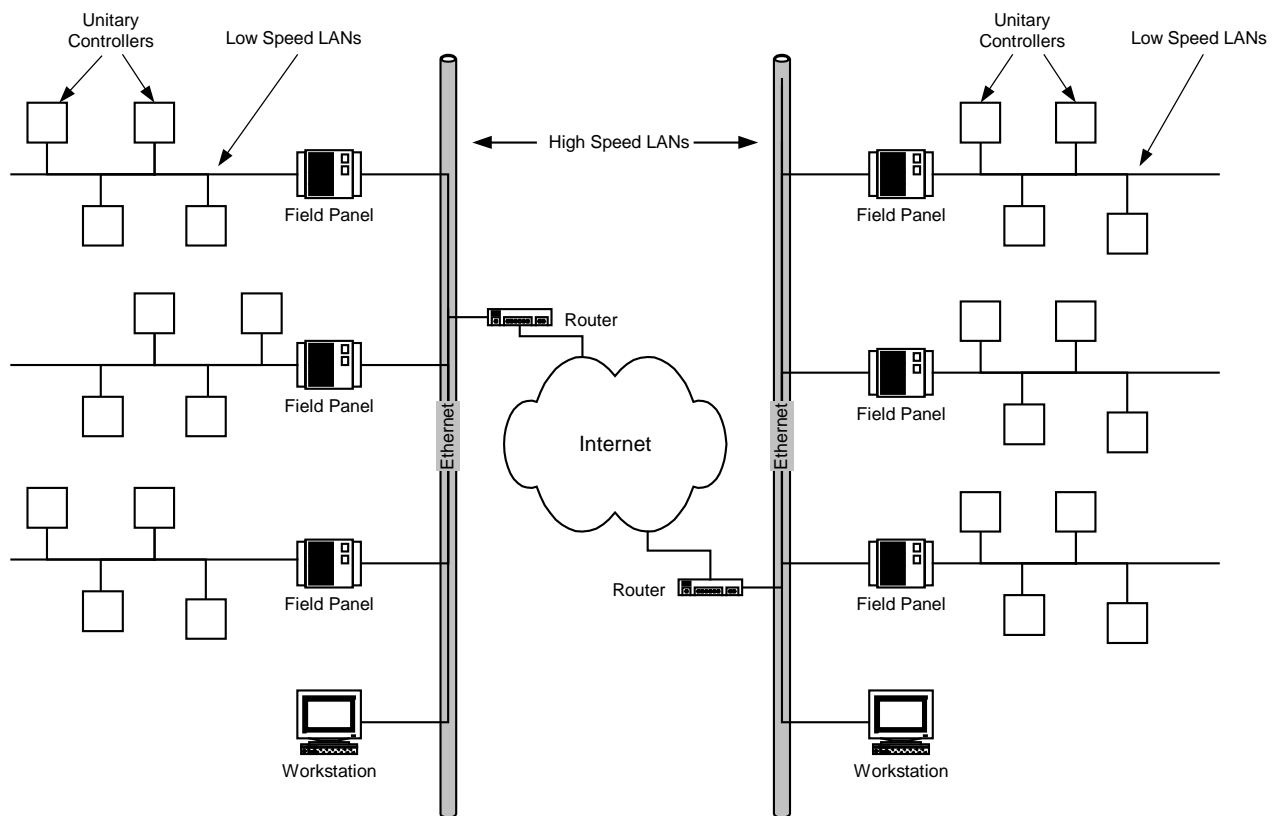 Unitary
Controllers
Low Speed LANs
Unitary
Controllers
Low Speed LANs
High Speed LANs
Field Panel
Field Panel
Router
Field Panel
Field Panel
Ethernet
Internet
Ethernet
Router
Field Panel
Field Panel
Workstation
Workstation